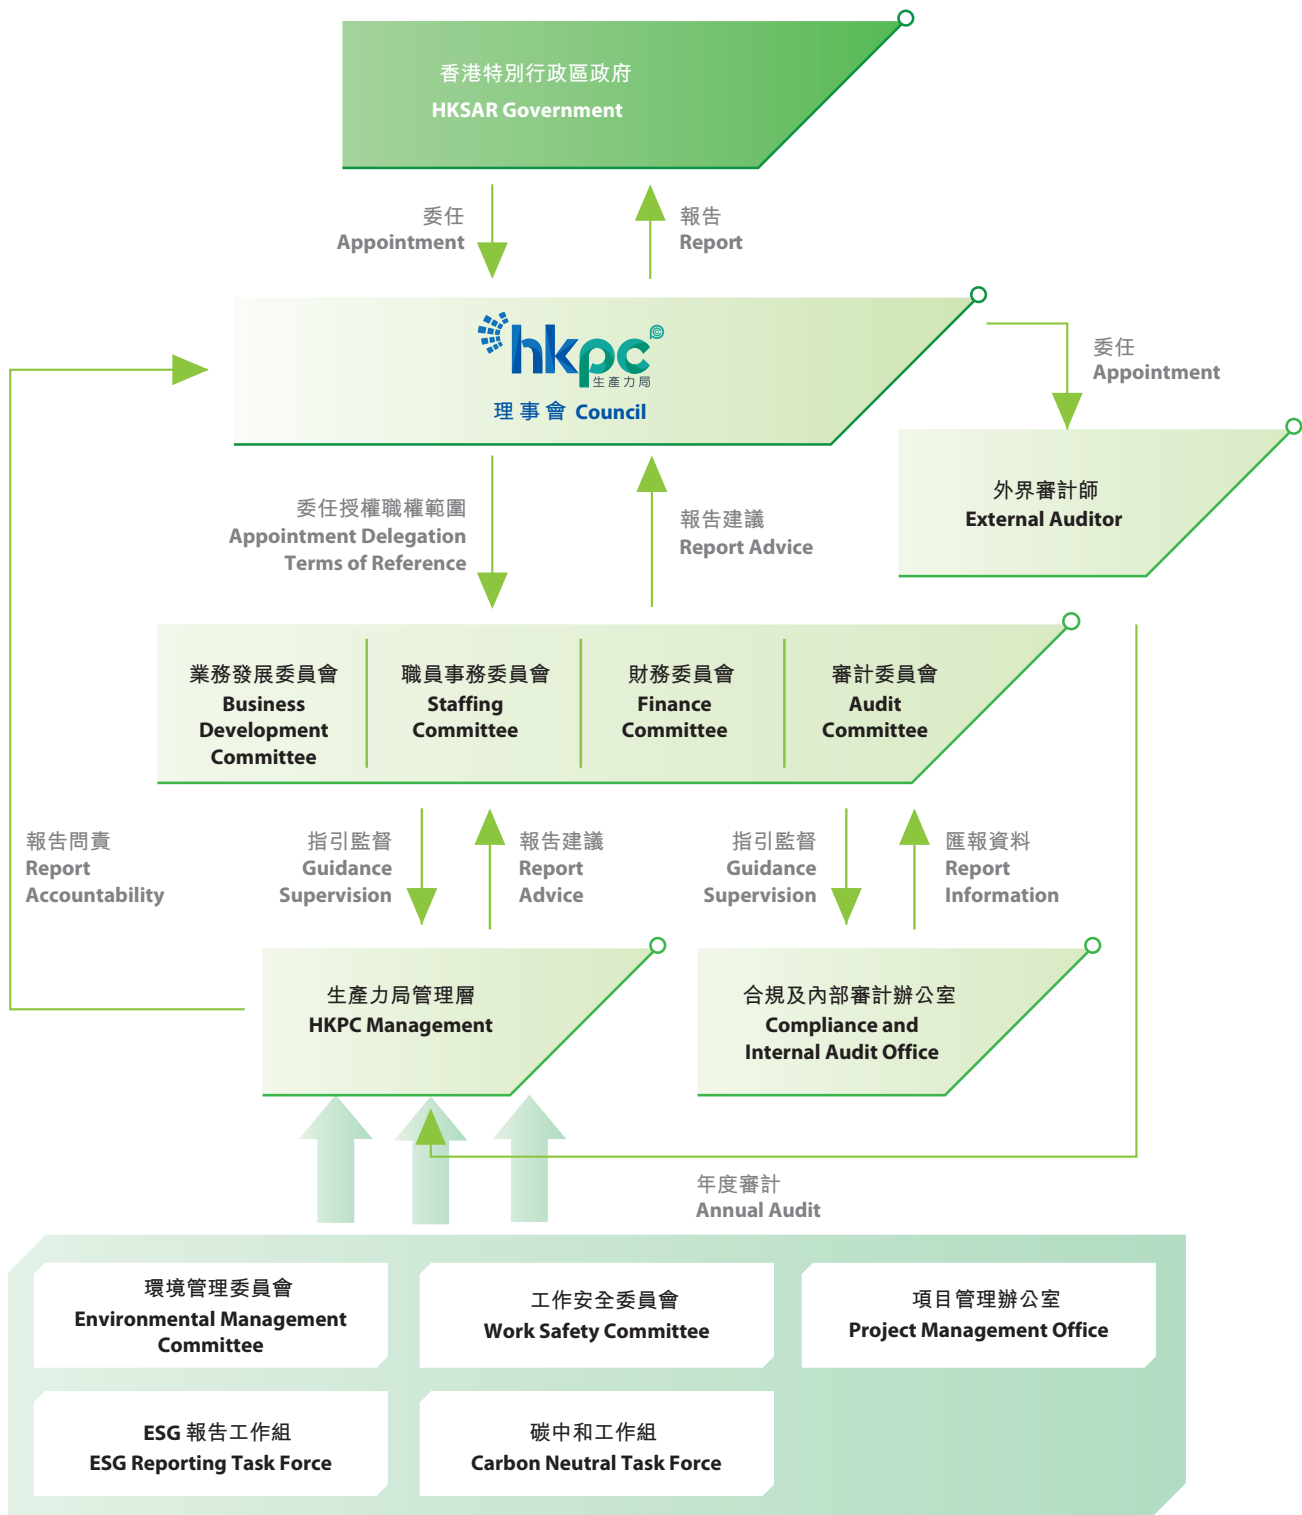 香港特別行政區政府
HKSAR Government
委任
Appointment
報告
Report
hkpc
生產力局
理事會 Council
委任
Appointment
外界審計師
External Auditor
委任授權職權範圍
Appointment Delegation
Terms of Reference
報告建議
Report Advice
業務發展委員會
Business
Development
Committee
職員事務委員會
Staffing
Committee
財務委員會
Finance
Committee
審計委員會
Audit
Committee
報告問責
Report
Accountability
指引監督
Guidance
Supervision
報告建議
Report
Advice
指引監督
Guidance
Supervision
匯報資料
Report
Information
生產力局管理層
HKPC Management
合規及內部審計辦公室
Compliance and
Internal Audit Office
年度審計
Annual Audit
環境管理委員會
Environmental Management
Committee
工作安全委員會
Work Safety Committee
項目管理辦公室
Project Management Office
ESG 報告工作組
ESG Reporting Task Force
碳中和工作組
Carbon Neutral Task Force